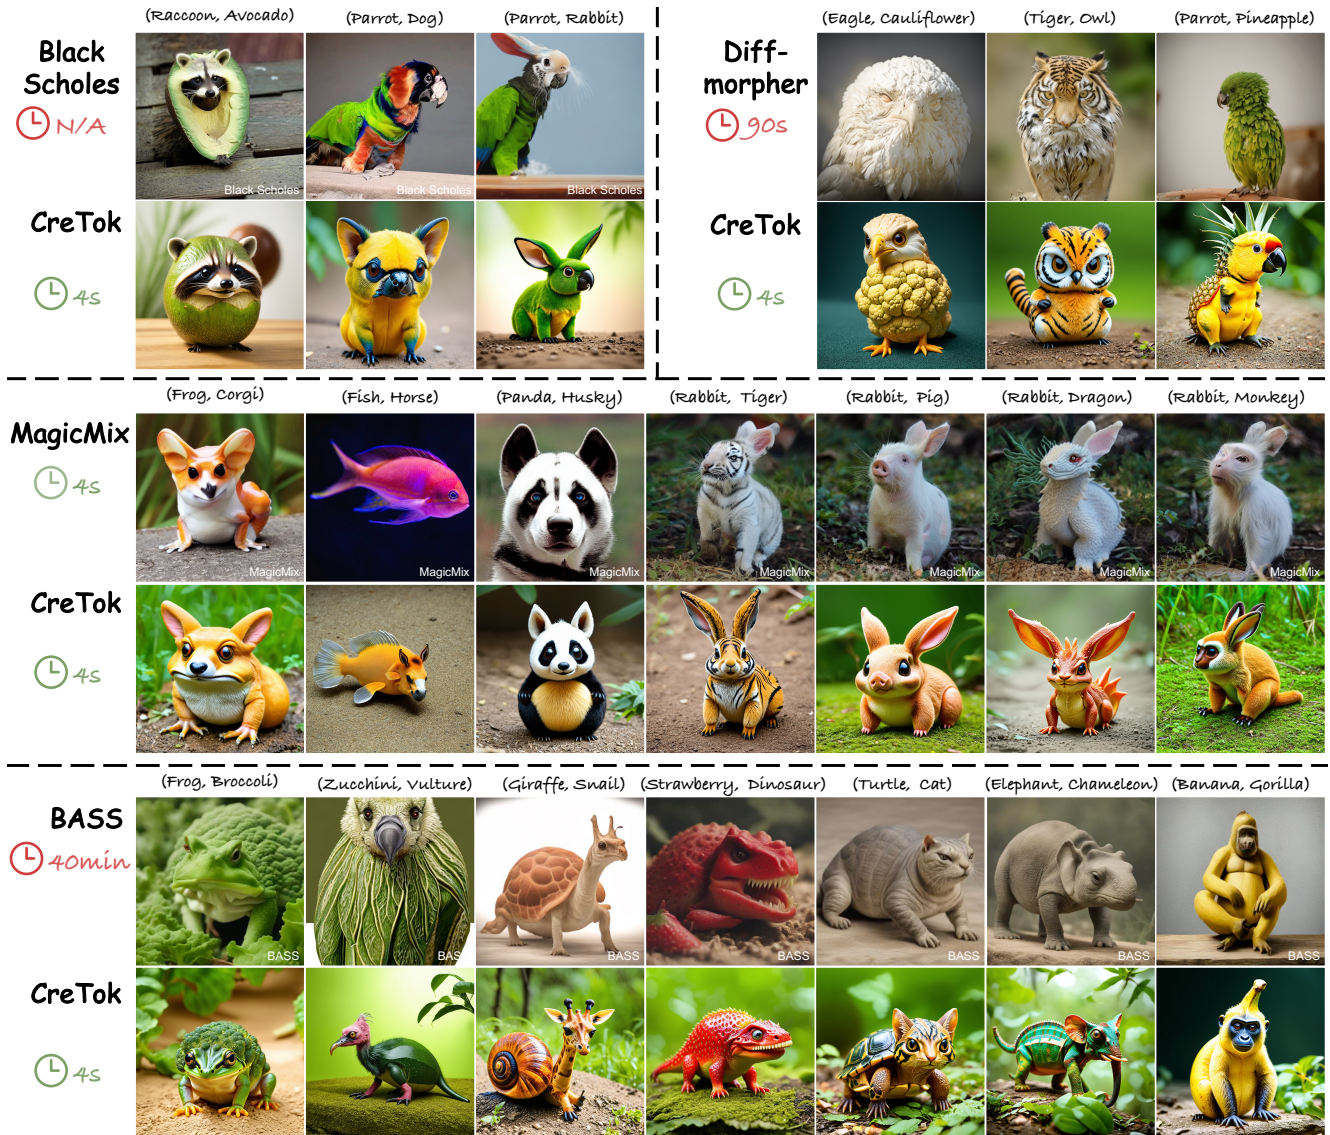 (Raccoon, Avocado)
(Parrot, Dog)
(Parrot, Rabbit)
Black
Scholes
N/A
Black Scholes
Black Scholes
Black Scholes
CreTok
4s
(Eagle, Cauliflower)
(Tiger, Owl)
(Parrot, Pineapple)
Diff-
morpher
90s
CreTok
4s
(Frog, Corgi)
(Fish, Horse)
(Panda, Husky)
(Rabbit, Tiger)
(Rabbit, Pig)
(Rabbit, Dragon)
(Rabbit, Monkey)
MagicMix
4s
MagicMix
MagicMix
MagicMix
MagicMix
MagicMix
MagicMix
MagicMix
CreTok
4s
(Frog, Broccoli)
(Zucchini, Vulture)
(Giraffe, Snail)
(Strawberry, Dinosaur)
(Turtle, Cat)
(Elephant, Chameleon)
(Banana, Gorilla)
BASS
40min
BASS
BASS
BASS
BASS
BASS
BASS
BASS
CreTok
4s